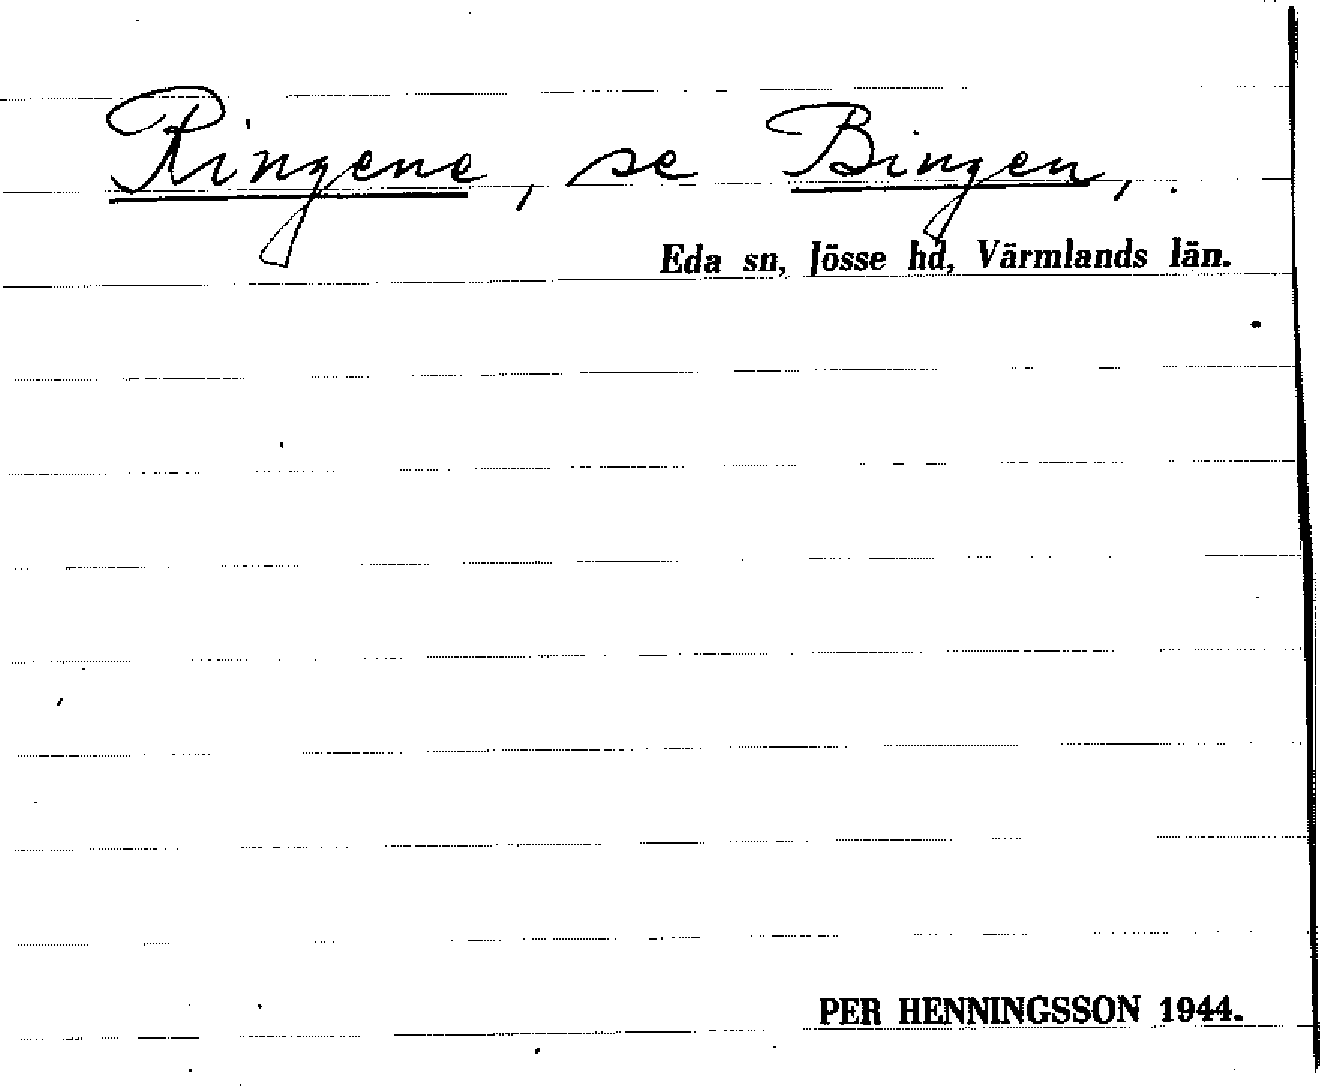 Ringene, se Bingen,
Eda sn, Jösse hd, Värmlands län.
PER HENNINGSSON 1944.